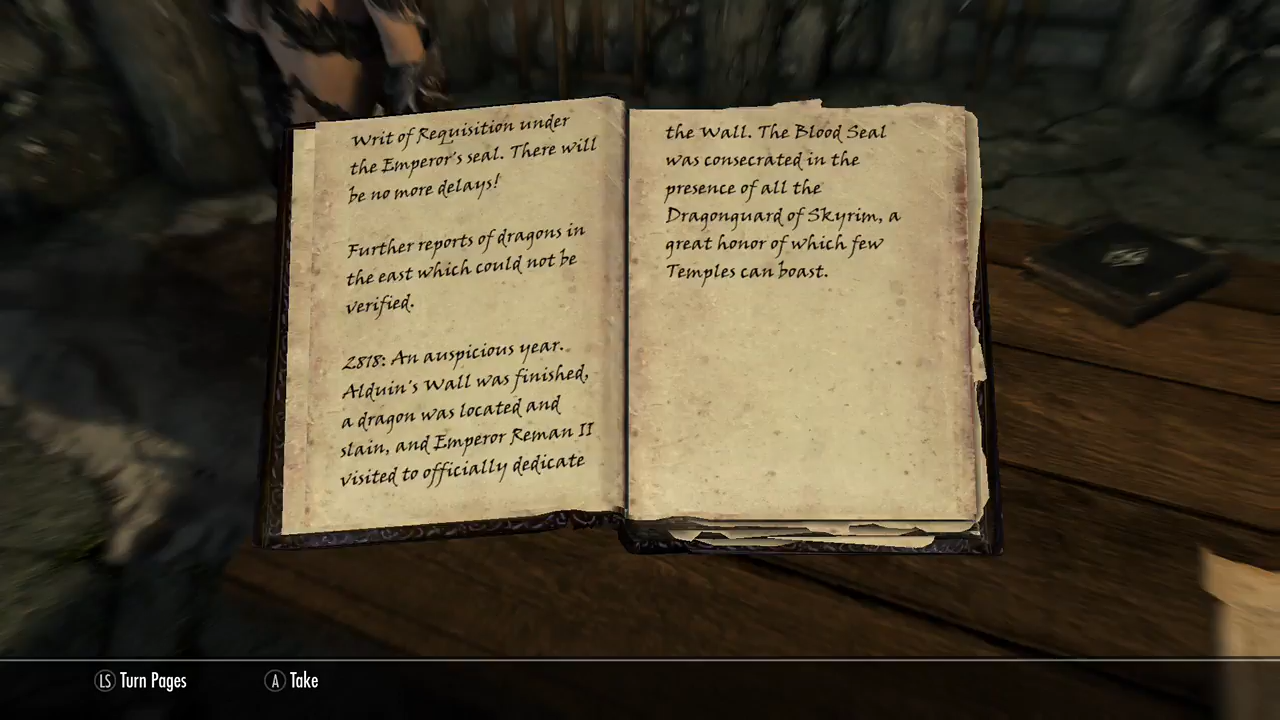 Writ of Requisition under
the Emperor's seal. There will
be no more delays!
Further reports of dragons in
the east which could not be
verified.
2818: An auspicious year.
Alduin's Wall was finished,
a dragon was located and
slain, and Emperor Reman II
visited to officially dedicate
the Wall. The Blood Seal
was consecrated in the
presence of all the
Dragonguard of Skyrim, a
great honor of which few
Temples can boast.
LS Turn Pages
A Take